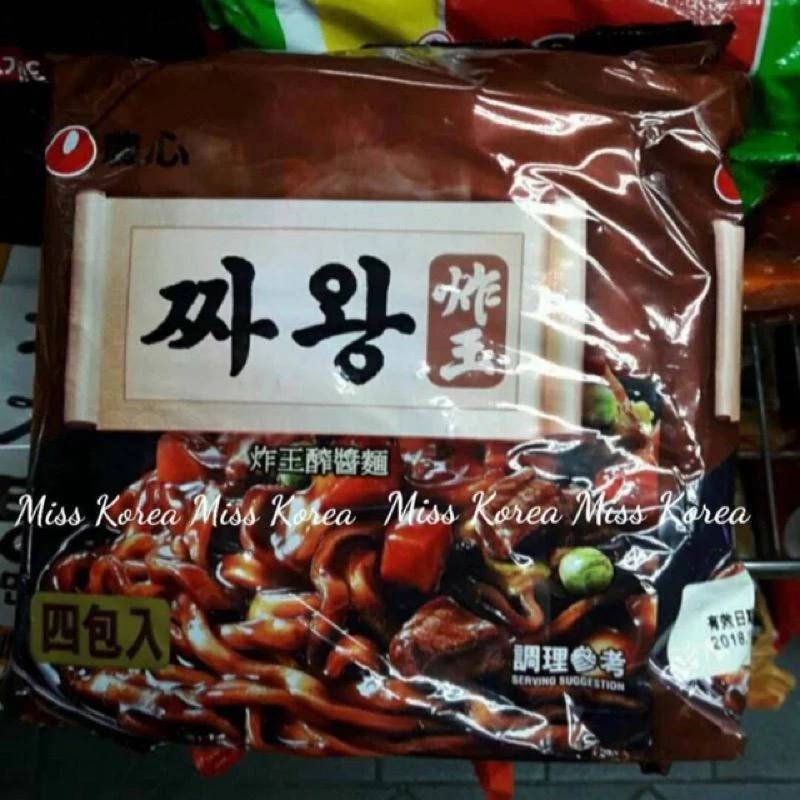 農心
짜왕
炸王
炸王醡醬麵
Miss Korea Miss Korea Miss Korea Miss Korea
四包入
調理參考
SERVING SUGGESTION
有效日期
2018.